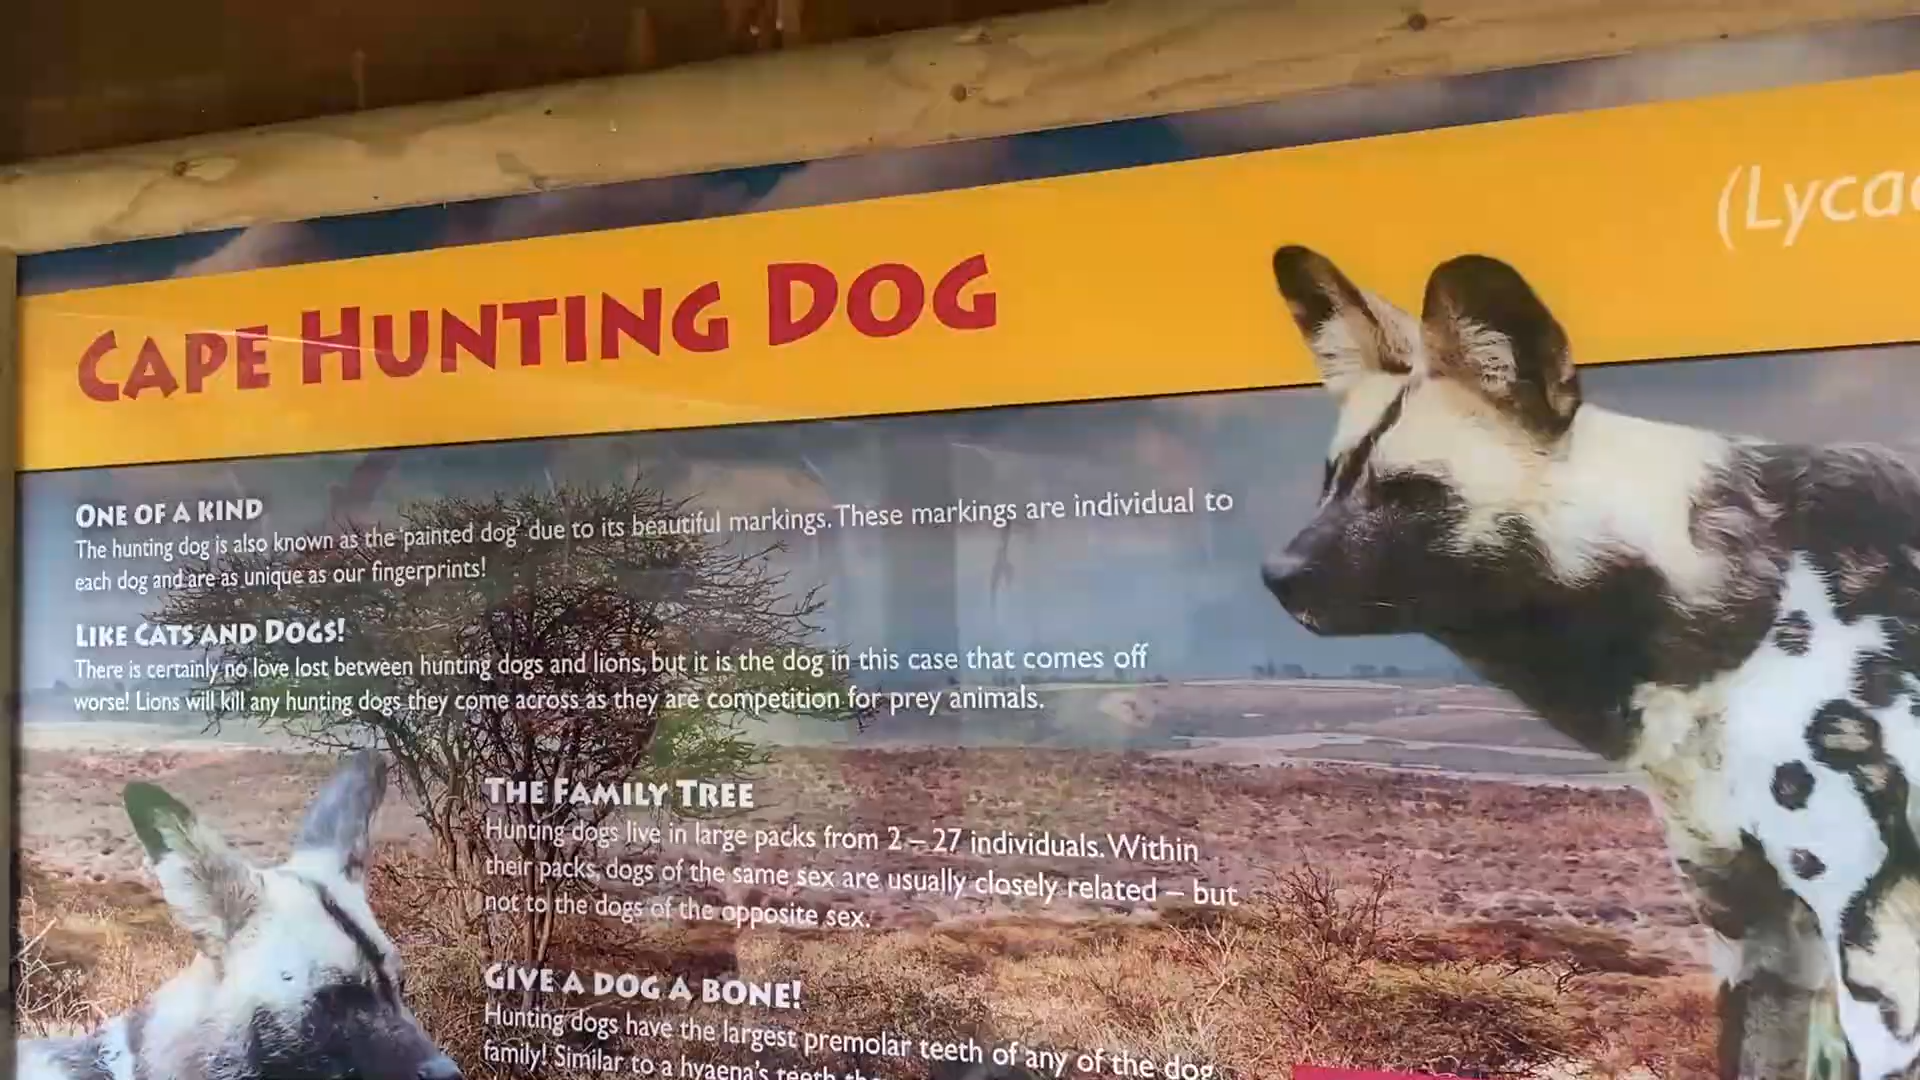 CAPE HUNTING DOG
ONE OF A KIND
The hunting dog is also known as the 'painted dog' due to its beautiful markings. These markings are individual to
each dog and are as unique as our fingerprints!
LIKE CATS AND DOGS!
There is certainly no love lost between hunting dogs and lions, but it is the dog in this case that comes off
worse! Lions will kill any hunting dogs they come across as they are competition for prey animals.
THE FAMILY TREE
Hunting dogs live in large packs from 2 – 27 individuals. Within
their packs, dogs of the same sex are usually closely related – but
not to the dogs of the opposite sex.
GIVE A DOG A BONE!
Hunting dogs have the largest premolar teeth of any of the dog
family! Similar to a hyaena's teeth